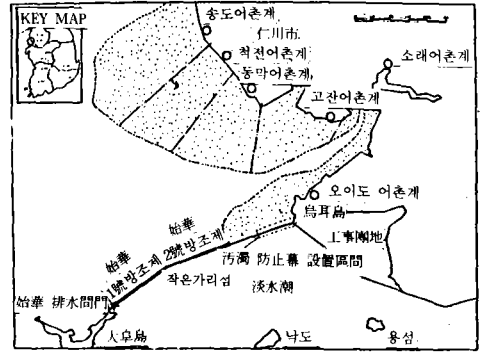 KEY MAP
송도어촌계
仁川市
척전어촌계
동막어촌계
소래어촌계
고잔어촌계
오이도 어촌계
烏耳島
工事團地
始華
2號방조제
汚濁 防止幕 設置區間
始華
1號방조제
작은가리섬
淡水潮
始華 排水閘門
大阜島
낙도
용섬